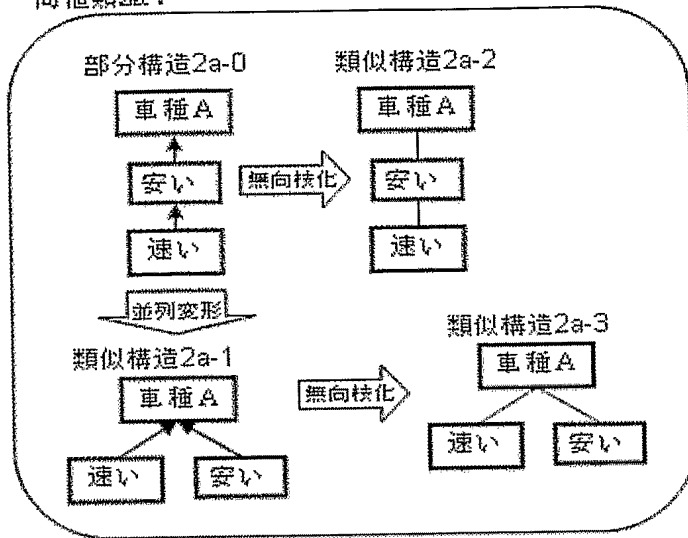 部分構造2a-0
類似構造2a-2
車種A
車種A
安い
無向枝化
安い
速い
速い
並列変形
類似構造2a-1
類似構造2a-3
車種A
無向枝化
車種A
速い
安い
速い
安い